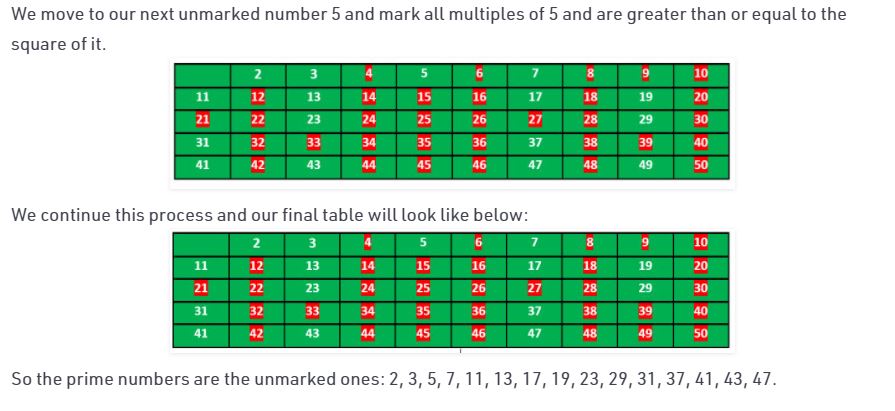 We move to our next unmarked number 5 and mark all multiples of 5 and are greater than or equal to the
square of it.
2 3 4 5 6 7 8 9 10
11 12 13 14 15 16 17 18 19 20
21 22 23 24 25 26 27 28 29 30
31 32 33 34 35 36 37 38 39 40
41 42 43 44 45 46 47 48 49 50
We continue this process and our final table will look like below:
2 3 4 5 6 7 8 9 10
11 12 13 14 15 16 17 18 19 20
21 22 23 24 25 26 27 28 29 30
31 32 33 34 35 36 37 38 39 40
41 42 43 44 45 46 47 48 49 50
So the prime numbers are the unmarked ones: 2, 3, 5, 7, 11, 13, 17, 19, 23, 29, 31, 37, 41, 43, 47.